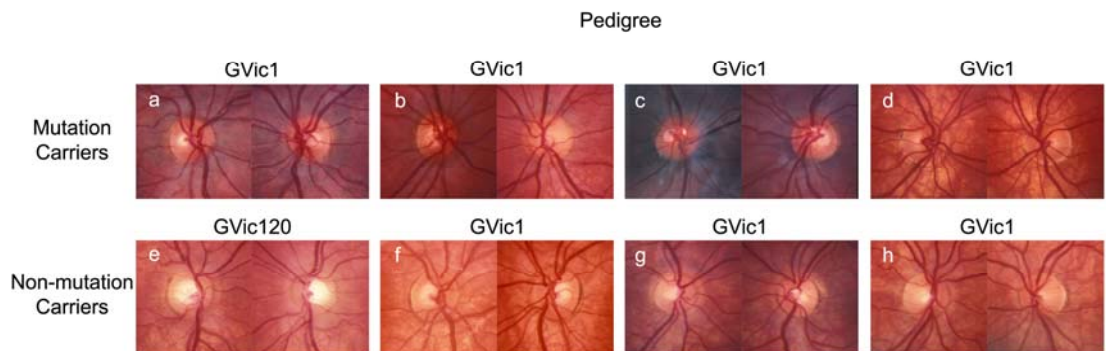 Pedigree
GVic1 GVic1 GVic1 GVic1
Mutation
Carriers
a b c d
GVic120 GVic1 GVic1 GVic1
Non-mutation
Carriers
e f g h